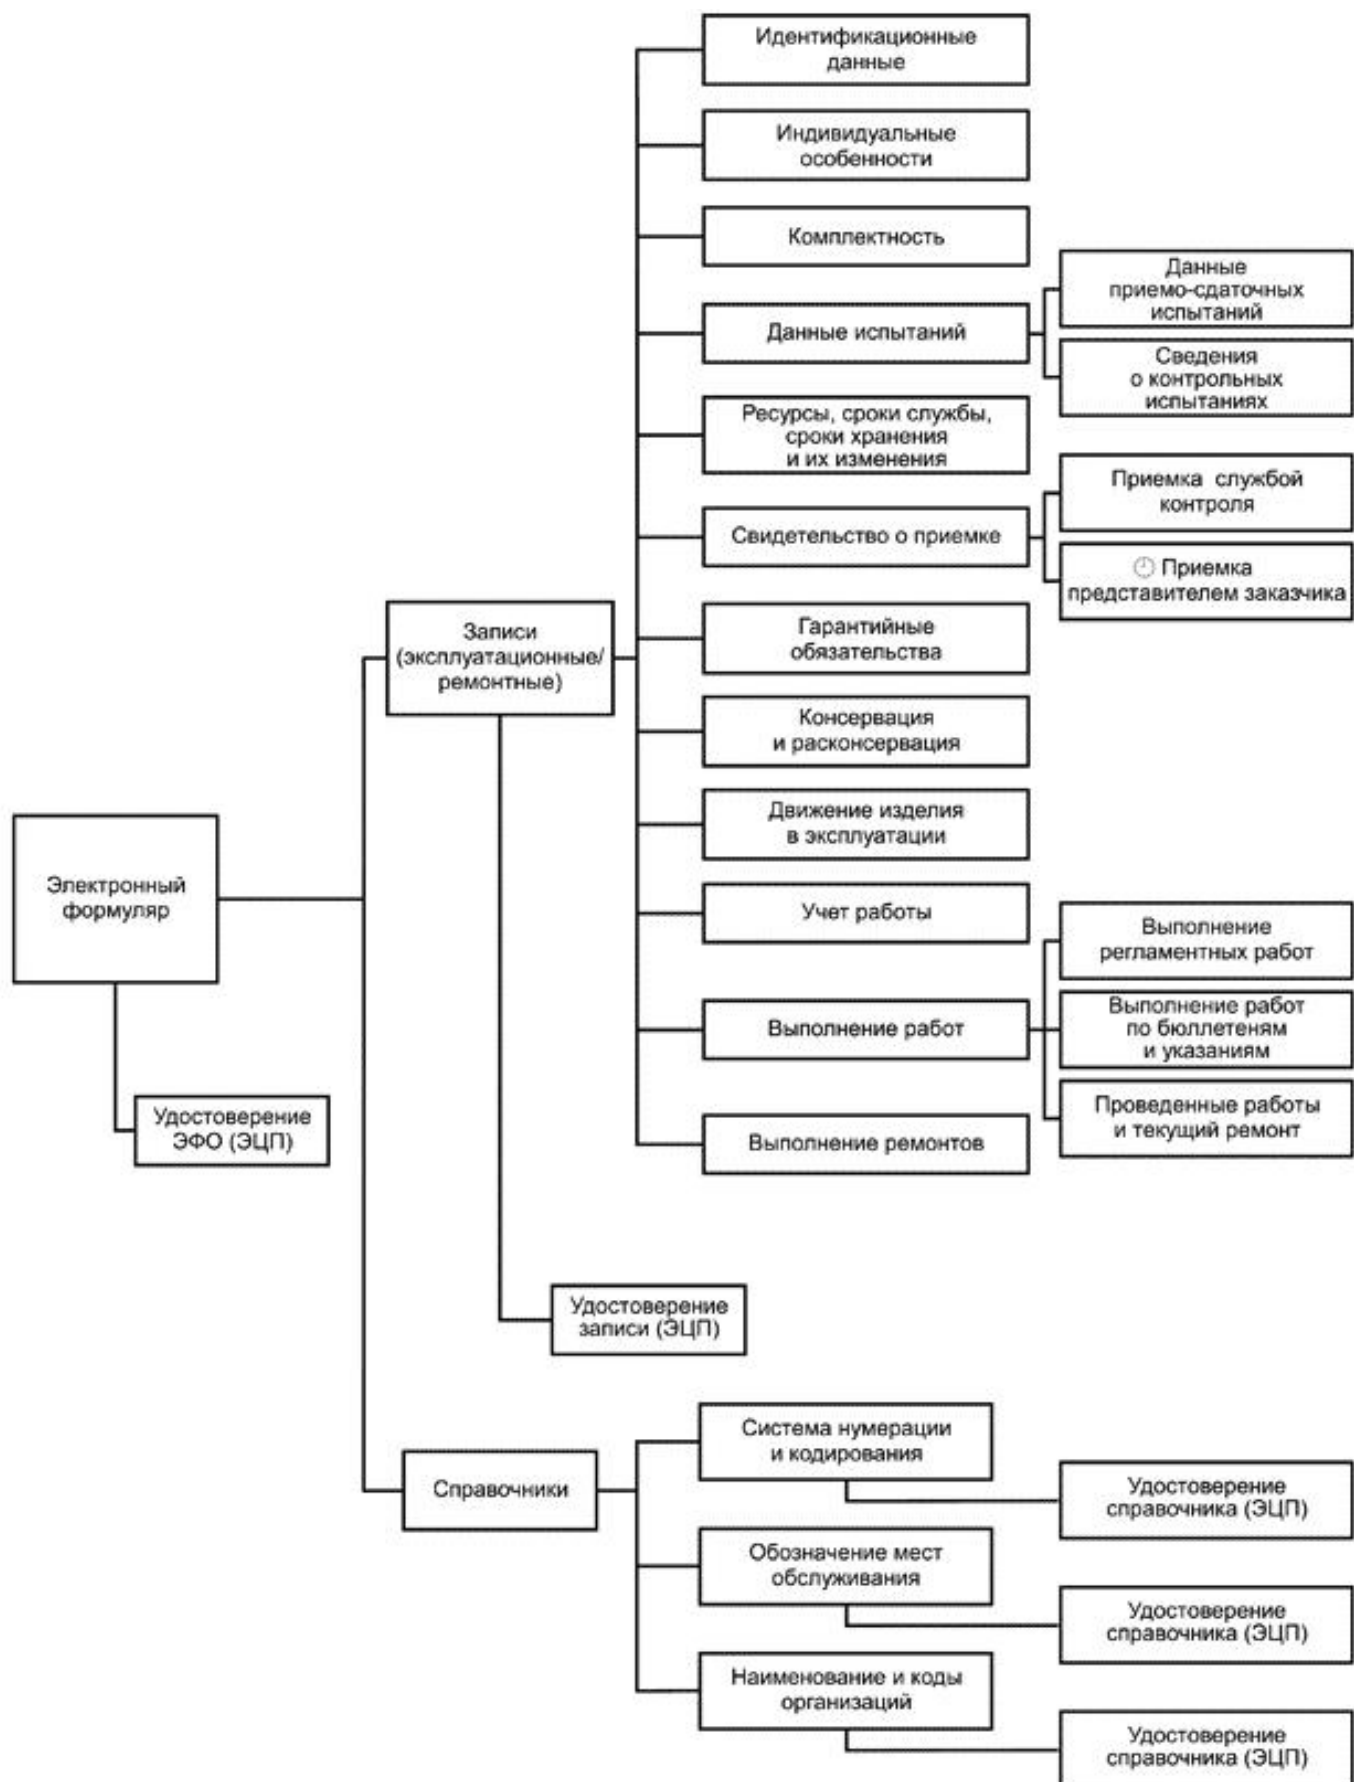 Идентификационные
данные
Индивидуальные
особенности
Комплектность
Данные
приемо-сдаточных
испытаний
Данные испытаний
Сведения
о контрольных
испытаниях
Ресурсы, сроки службы,
сроки хранения
и их изменения
Приемка службой
контроля
Свидетельство о приемке
Приемка
представителем заказчика
Записи
(эксплуатационные/
ремонтные)
Гарантийные
обязательства
Консервация
и расконсервация
Движение изделия
в эксплуатации
Электронный
формуляр
Учет работы
Выполнение
регламентных работ
Выполнение работ
Выполнение работ
по бюллетеням
и указаниям
Проведенные работы
и текущий ремонт
Удостоверение
ЭФО (ЭЦП)
Выполнение ремонтов
Удостоверение
записи (ЭЦП)
Система нумерации
и кодирования
Справочники
Удостоверение
справочника (ЭЦП)
Обозначение мест
обслуживания
Удостоверение
справочника (ЭЦП)
Наименование и коды
организаций
Удостоверение
справочника (ЭЦП)